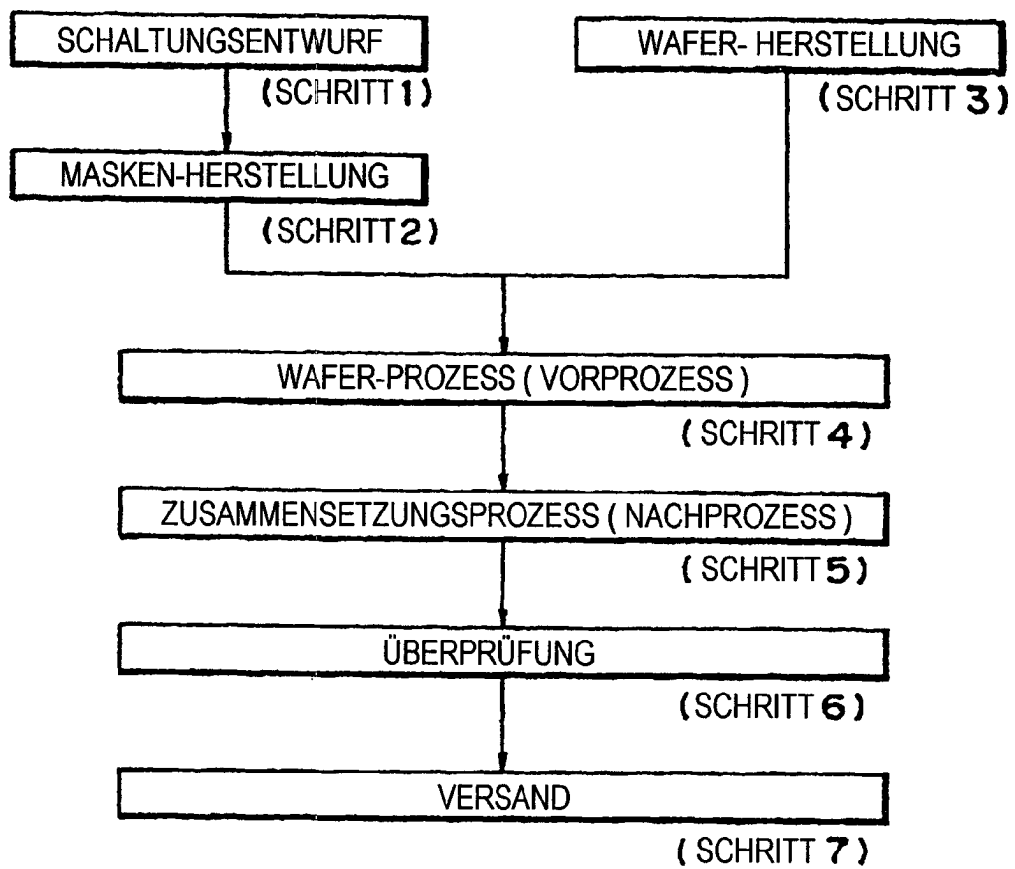 SCHALTUNGSENTWURF
(SCHRITT 1)
WAFER- HERSTELLUNG
(SCHRITT 3)
MASKEN-HERSTELLUNG
(SCHRITT 2)
WAFER-PROZESS ( VORPROZESS )
( SCHRITT 4 )
ZUSAMMENSETZUNGSPROZESS ( NACHPROZESS )
( SCHRITT 5 )
ÜBERPRÜFUNG
(SCHRITT 6 )
VERSAND
( SCHRITT 7 )